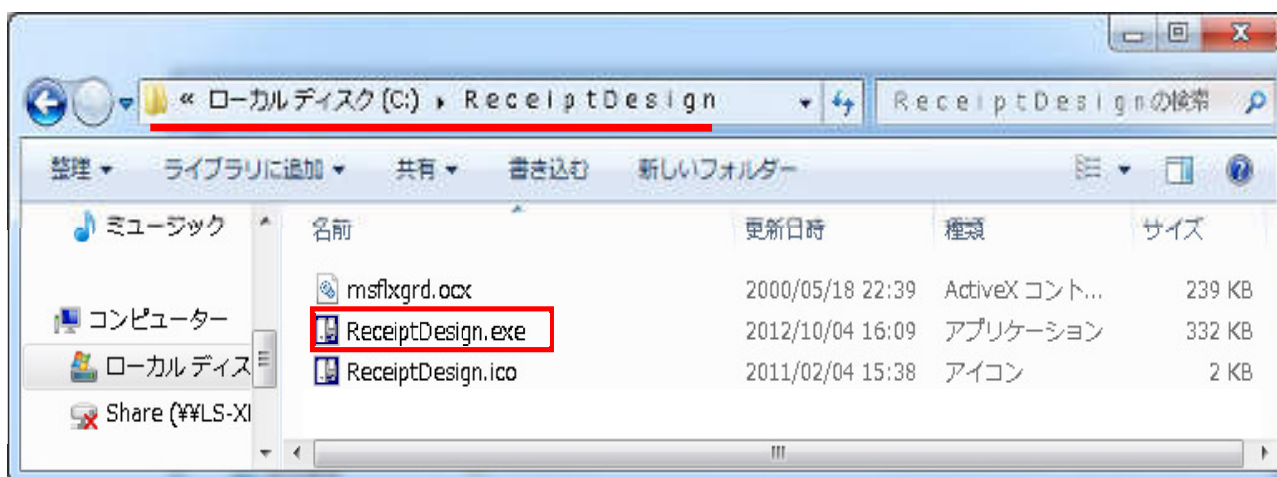 « ローカル ディスク (C:) ▸ ReceiptDesign ReceiptDesignの検索
整理 ライブラリに追加 共有 書き込む 新しいフォルダー
ミュージック 名前 更新日時 種類 サイズ
msflxgrd.ocx 2000/05/18 22:39 ActiveX コント... 239 KB
コンピューター ReceiptDesign.exe 2012/10/04 16:09 アプリケーション 332 KB
ローカル ディス ReceiptDesign.ico 2011/02/04 15:38 アイコン 2 KB
Share (¥¥LS-XI